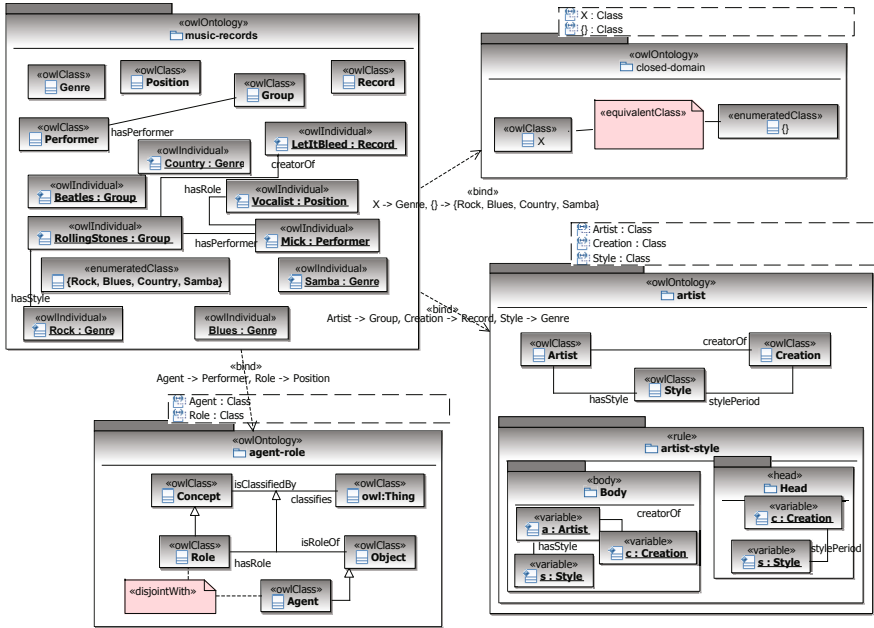 «owlOntology»
music-records
«owlClass»
Genre
«owlClass»
Position
«owlClass»
Group
«owlClass»
Record
«owlClass»
Performer
hasPerformer
«owlIndividual»
Country : Genre
«owlIndividual»
LetItBleed : Record
creatorOf
«owlIndividual»
Beatles : Group
hasRole
«owlIndividual»
Vocalist : Position
«owlIndividual»
RollingStones : Group
hasPerformer
«owlIndividual»
Mick : Performer
«enumeratedClass»
{Rock, Blues, Country, Samba}
«owlIndividual»
Samba : Genre
hasStyle
«owlIndividual»
Rock : Genre
«owlIndividual»
Blues : Genre
X : Class
{} : Class
«owlOntology»
closed-domain
«owlClass»
X
«equivalentClass»
«enumeratedClass»
{}
«bind»
X -> Genre, {} -> {Rock, Blues, Country, Samba}
Artist : Class
Creation : Class
Style : Class
«bind»
Artist -> Group, Creation -> Record, Style -> Genre
«owlOntology»
artist
«owlClass»
Artist
creatorOf
«owlClass»
Creation
«owlClass»
Style
hasStyle
stylePeriod
«rule»
artist-style
«body»
Body
«variable»
a : Artist
creatorOf
«variable»
c : Creation
hasStyle
«variable»
s : Style
«head»
Head
«variable»
c : Creation
stylePeriod
«variable»
s : Style
«bind»
Agent -> Performer, Role -> Position
Agent : Class
Role : Class
«owlOntology»
agent-role
«owlClass»
Concept
isClassifiedBy
classifies
«owlClass»
owl:Thing
«owlClass»
Role
hasRole
isRoleOf
«owlClass»
Object
«disjointWith»
«owlClass»
Agent